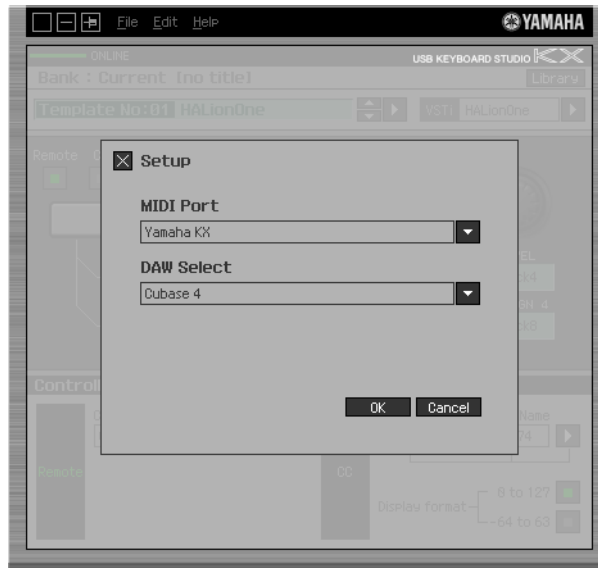 File Edit Help YAMAHA
ONLINE USB KEYBOARD STUDIO KX
Bank : Current [no title] Library
Template No:01 HALionOne VSTi HALionOne
Remote
Setup
MIDI Port
Yamaha KX
DAW Select
Cubase 4
OK Cancel
Remote
CC
Name
74
Display format
0 to 127
-64 to 63